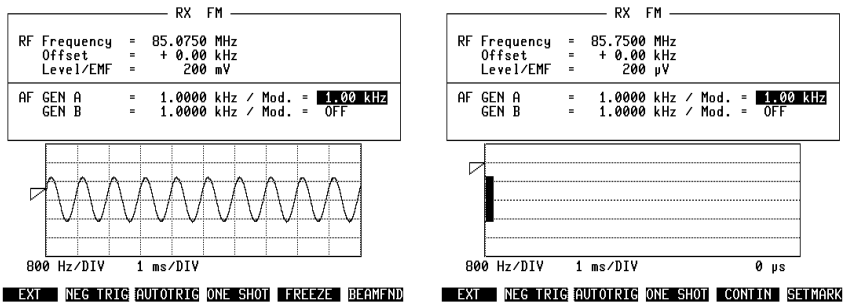 RX FM
RF Frequency = 85.0750 MHz
Offset = + 0.00 kHz
Level/EMF = 200 mV
AF GEN A = 1.0000 kHz / Mod. = 1.00 kHz
GEN B = 1.0000 kHz / Mod. = OFF
800 Hz/DIV 1 ms/DIV
EXT NEG TRIG AUTOTRIG ONE SHOT FREEZE BEAMFND
RX FM
RF Frequency = 85.7500 MHz
Offset = + 0.00 kHz
Level/EMF = 200 µV
AF GEN A = 1.0000 kHz / Mod. = 1.00 kHz
GEN B = 1.0000 kHz / Mod. = OFF
800 Hz/DIV 1 ms/DIV 0 µs
EXT NEG TRIG AUTOTRIG ONE SHOT CONTIN SETMARK